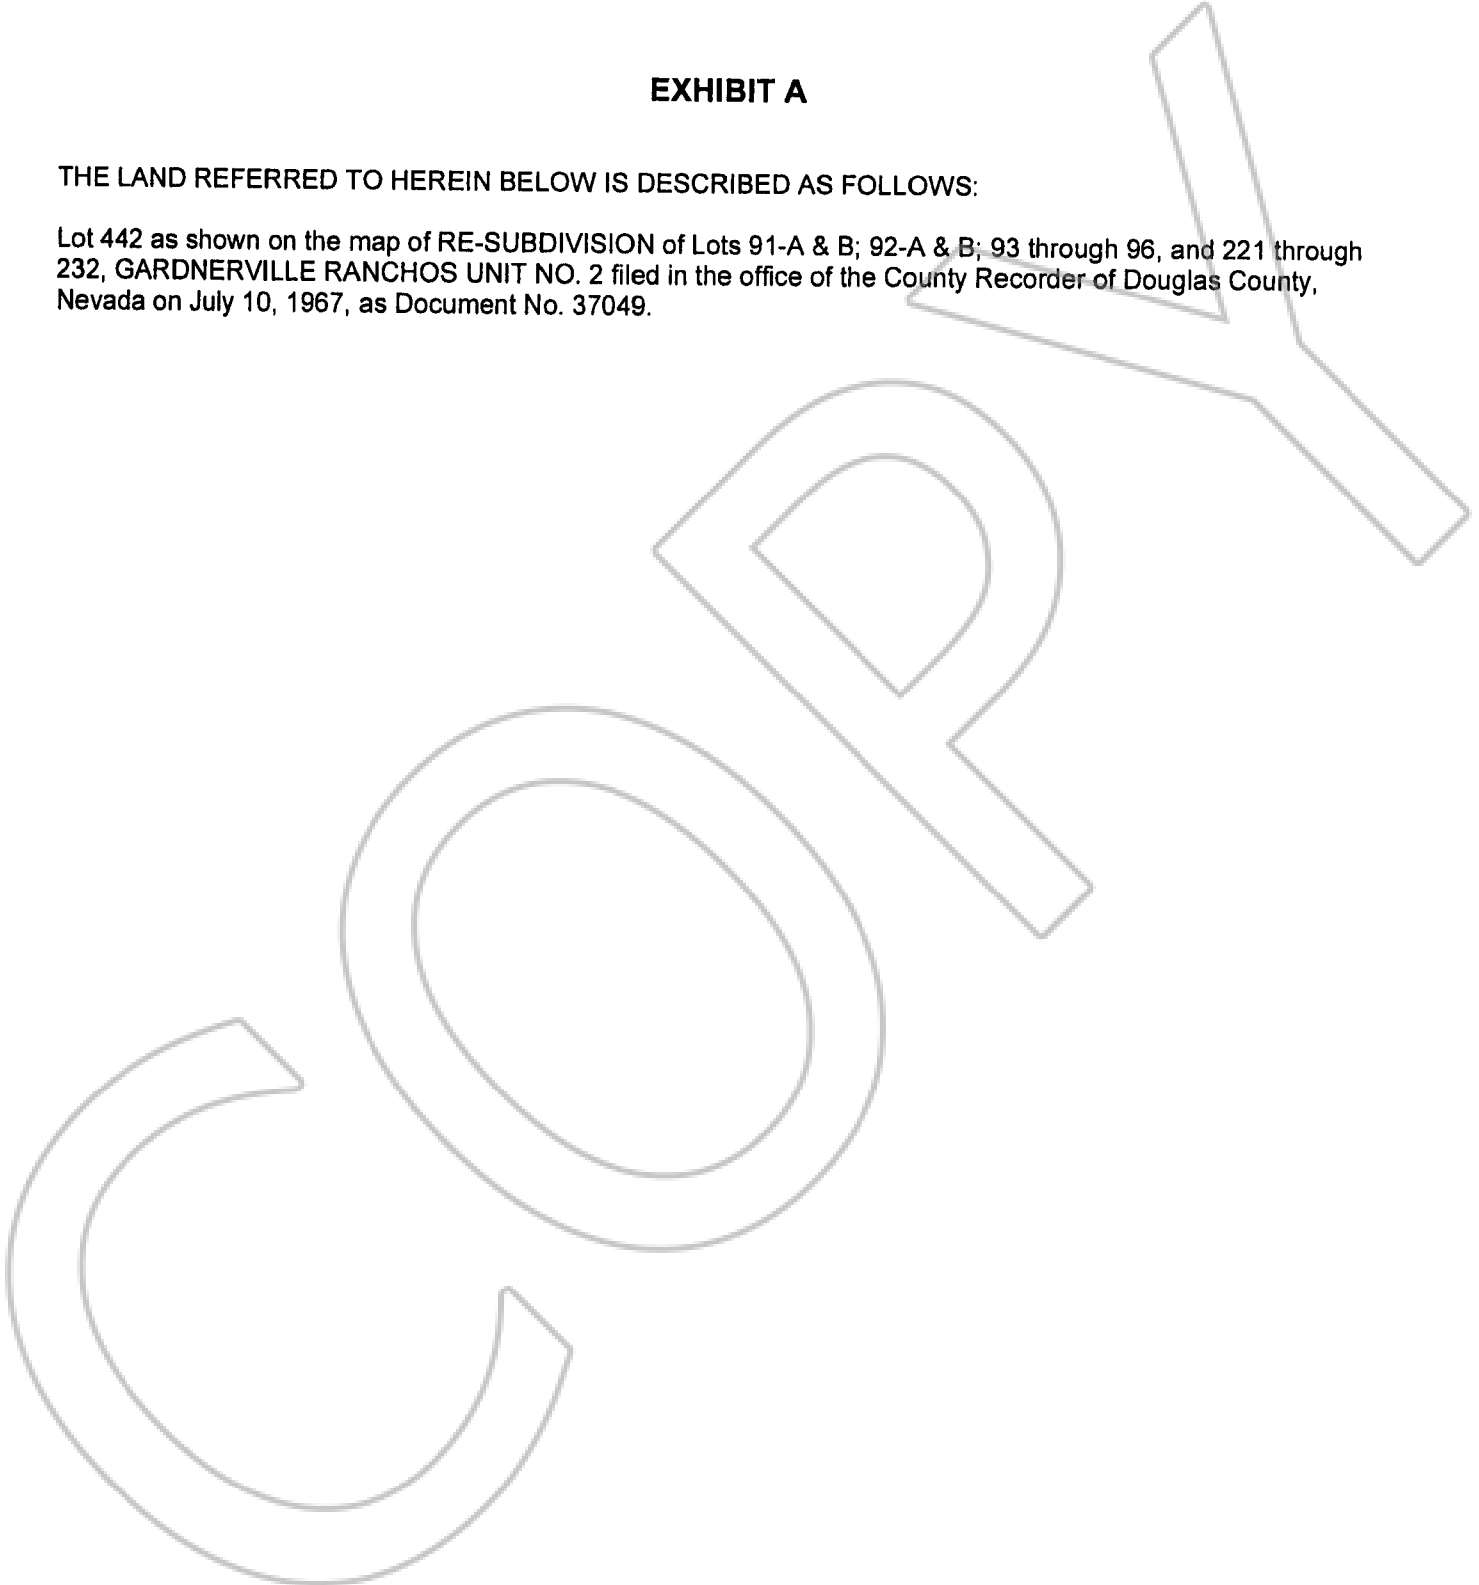 EXHIBIT A
THE LAND REFERRED TO HEREIN BELOW IS DESCRIBED AS FOLLOWS:
Lot 442 as shown on the map of RE-SUBDIVISION of Lots 91-A & B; 92-A & B; 93 through 96, and 221 through
232, GARDNERVILLE RANCHOS UNIT NO. 2 filed in the office of the County Recorder of Douglas County,
Nevada on July 10, 1967, as Document No. 37049.
COPY